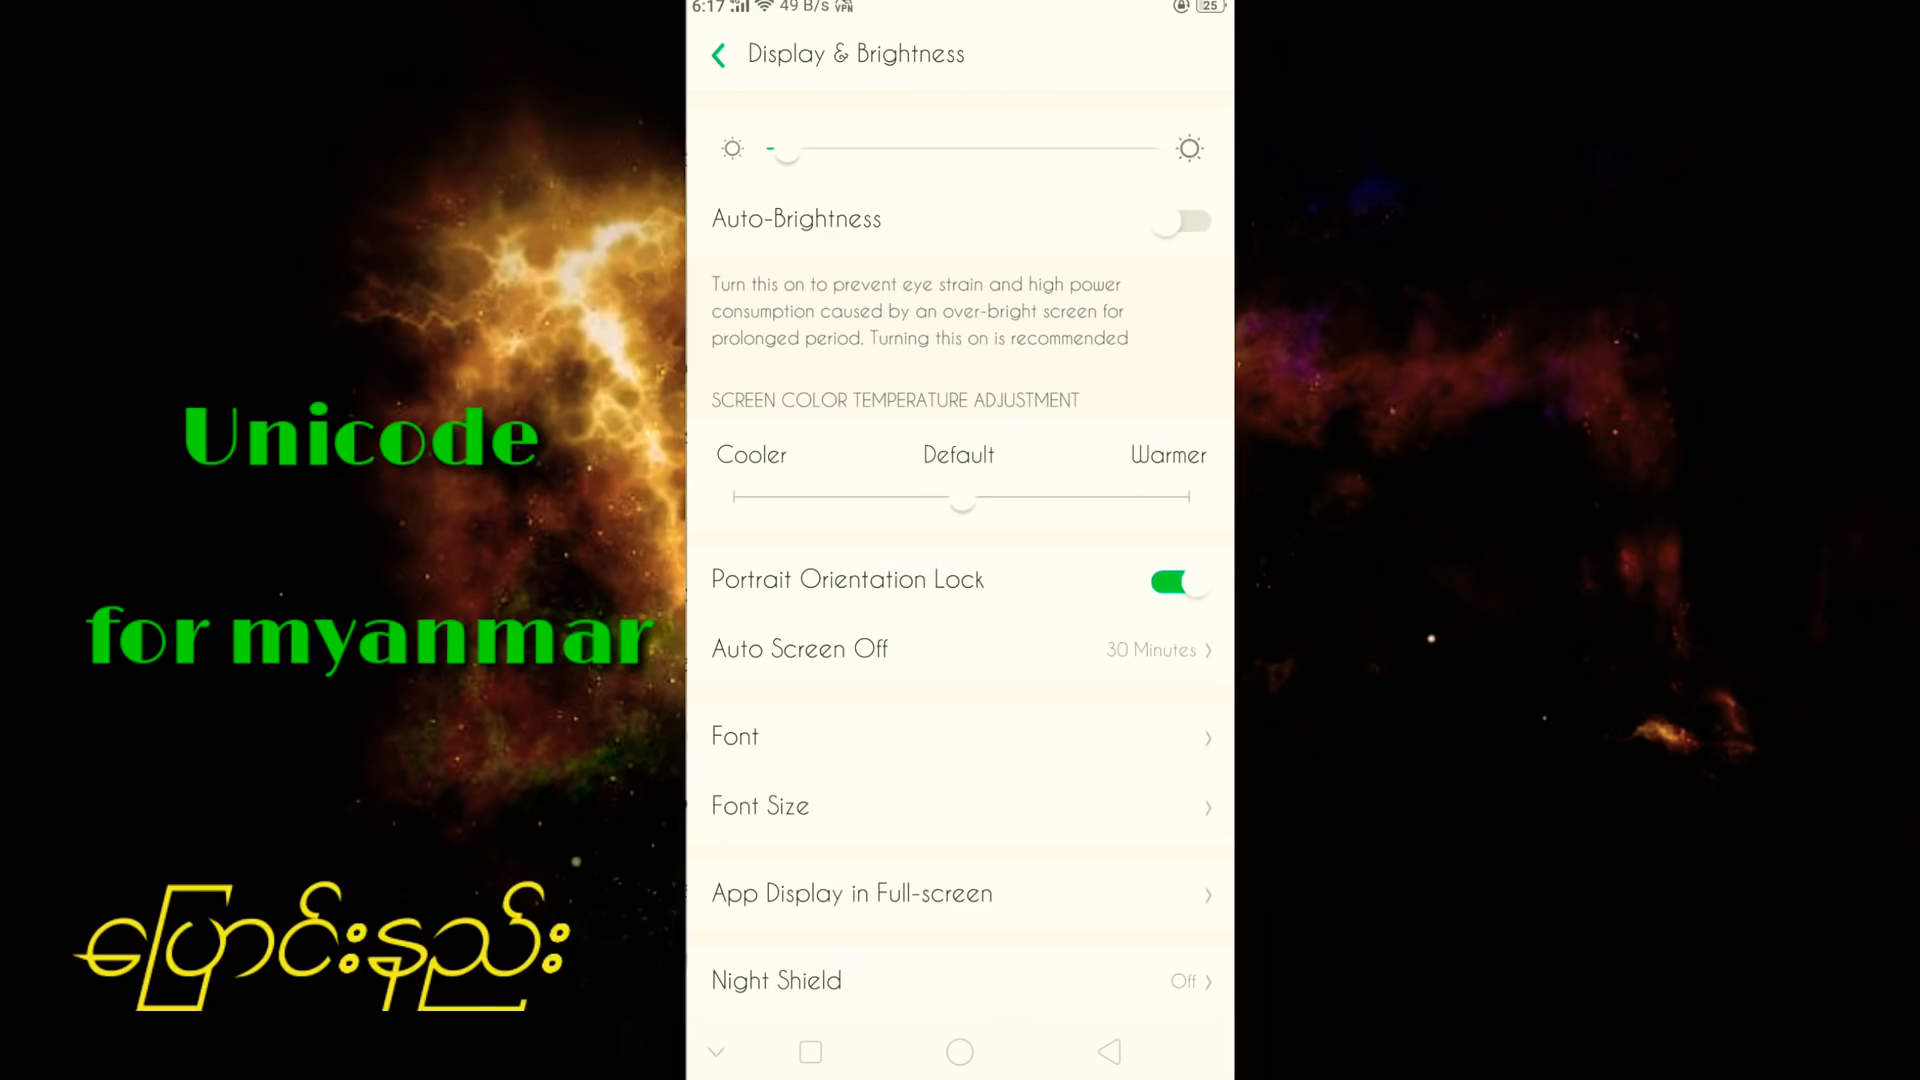 Unicode
for myanmar
ပြောင်းနည်း
6:17 49 B/s VPN 25
Display & Brightness
Auto-Brightness
Turn this on to prevent eye strain and high power
consumption caused by an over-bright screen for
prolonged period. Turning this on is recommended
SCREEN COLOR TEMPERATURE ADJUSTMENT
Cooler Default Warmer
Portrait Orientation Lock
Auto Screen Off 30 Minutes
Font
Font Size
App Display in Full-screen
Night Shield Off